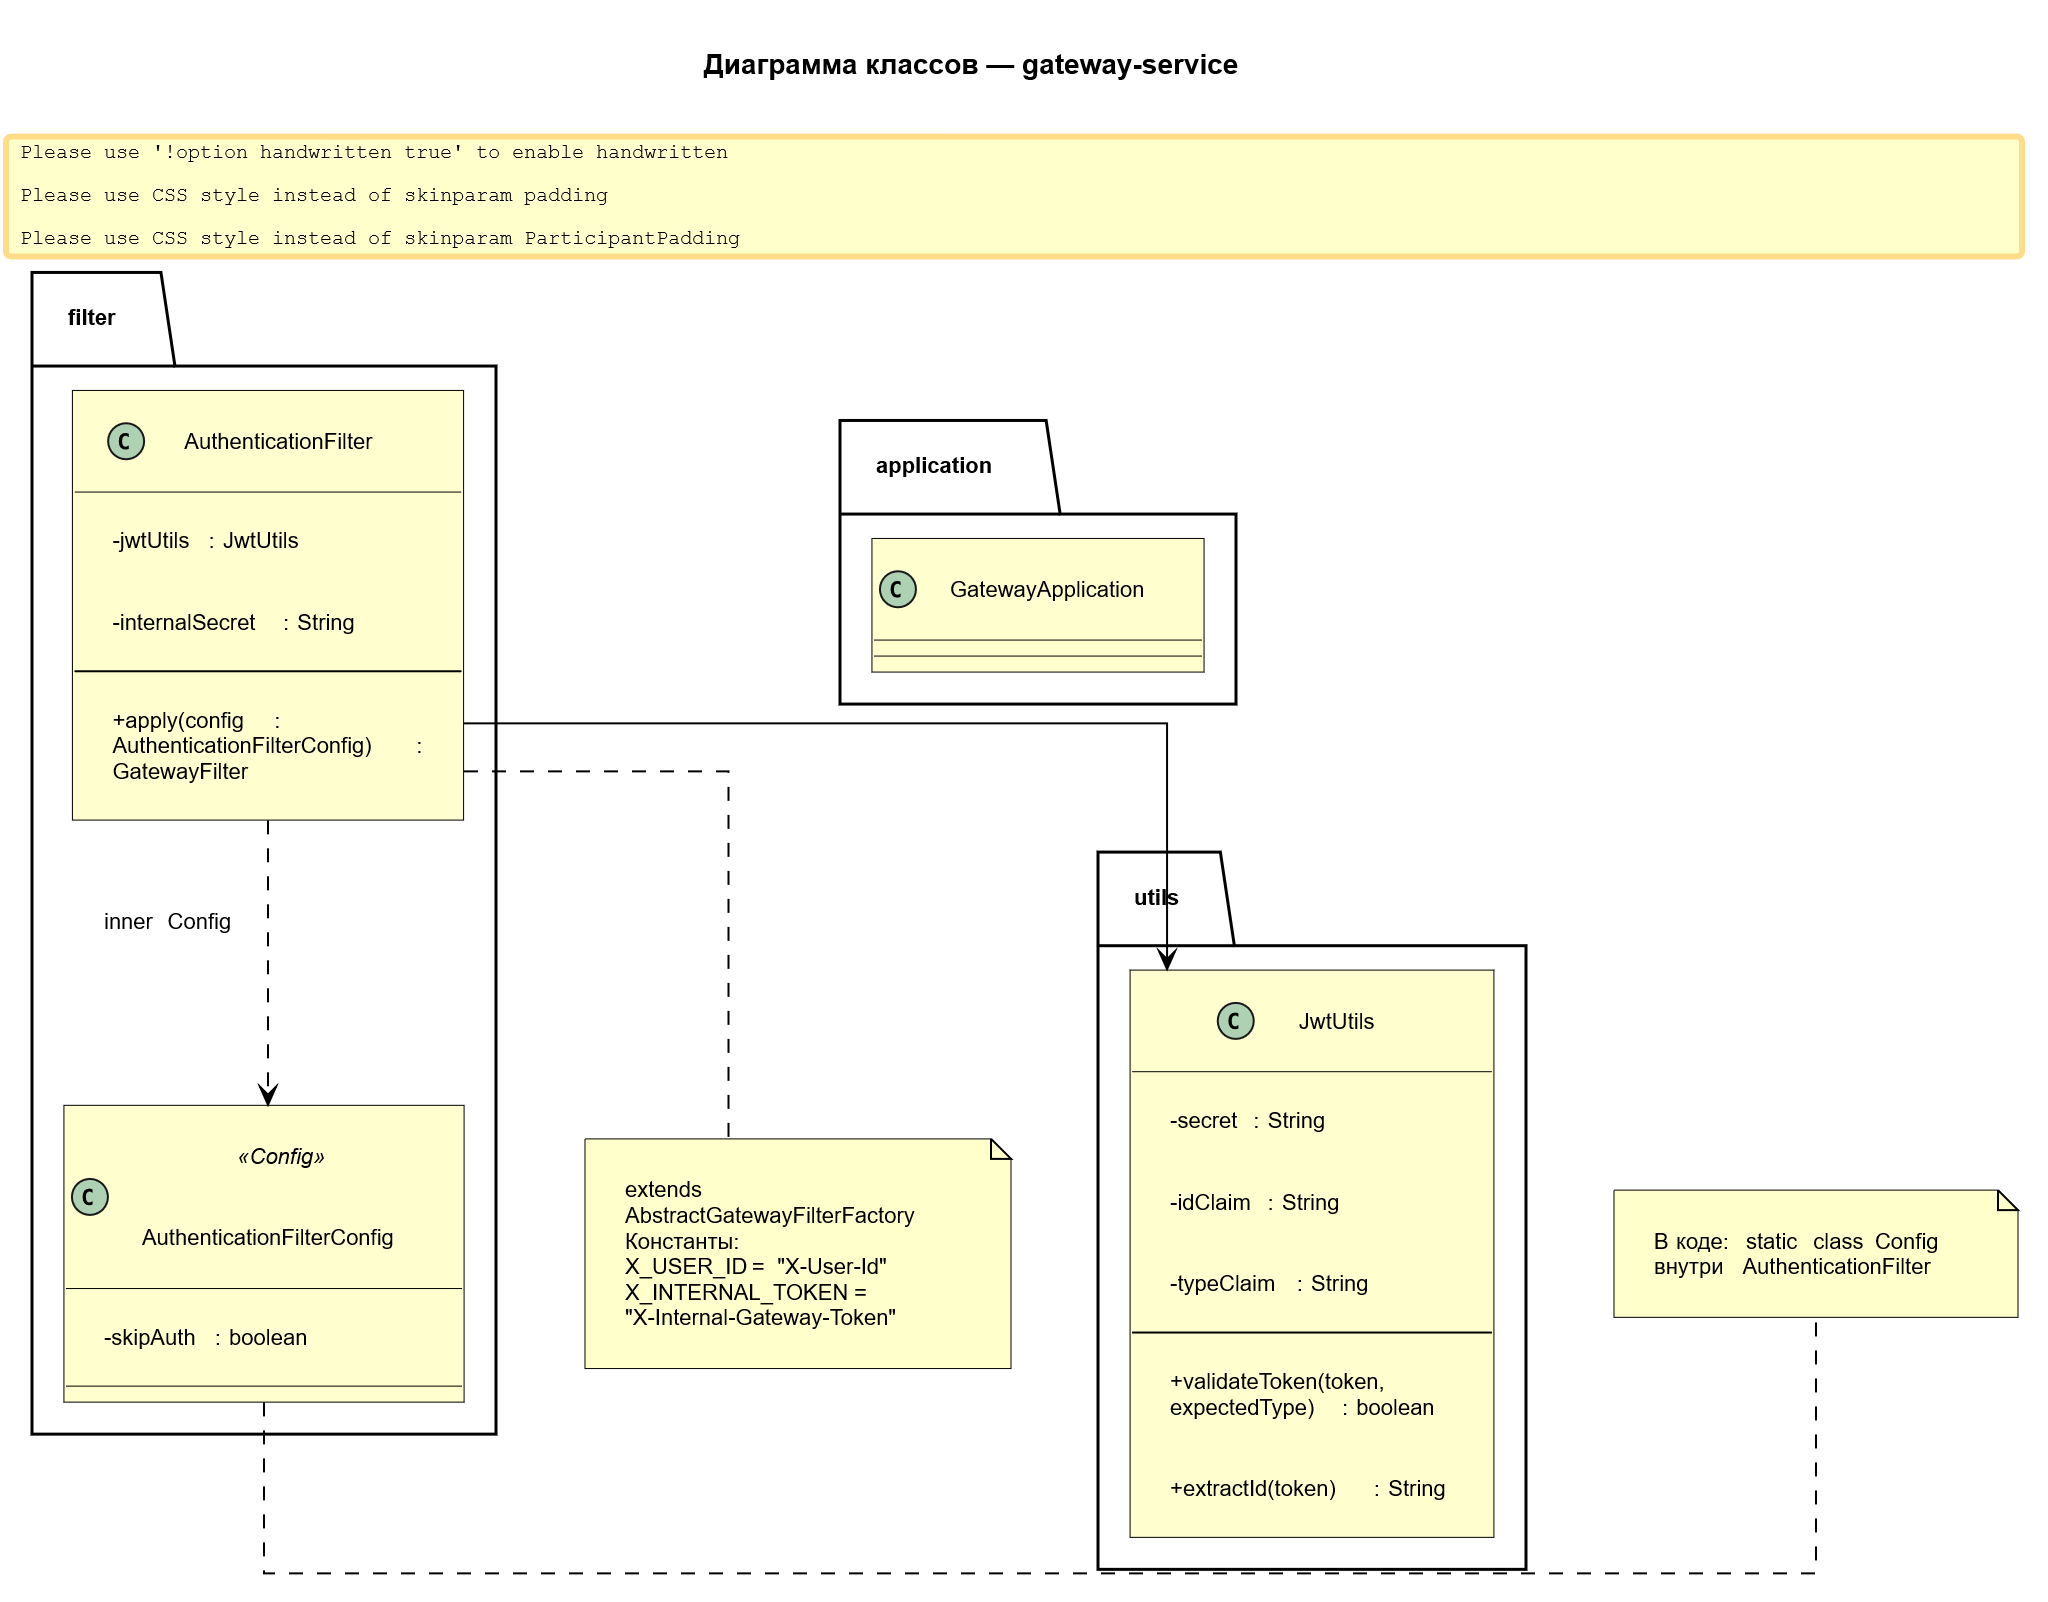 Диаграмма классов — gateway-service
Please use '!option handwritten true' to enable handwritten
Please use CSS style instead of skinparam padding
Please use CSS style instead of skinparam ParticipantPadding
filter
C AuthenticationFilter
-jwtUtils : JwtUtils
-internalSecret : String
+apply(config :
AuthenticationFilterConfig) :
GatewayFilter
application
C GatewayApplication
inner Config
utils
C JwtUtils
-secret : String
-idClaim : String
-typeClaim : String
+validateToken(token,
expectedType) : boolean
+extractId(token) : String
«Config»
C
AuthenticationFilterConfig
-skipAuth : boolean
extends
AbstractGatewayFilterFactory
Константы:
X_USER_ID = "X-User-Id"
X_INTERNAL_TOKEN =
"X-Internal-Gateway-Token"
В коде: static class Config
внутри AuthenticationFilter